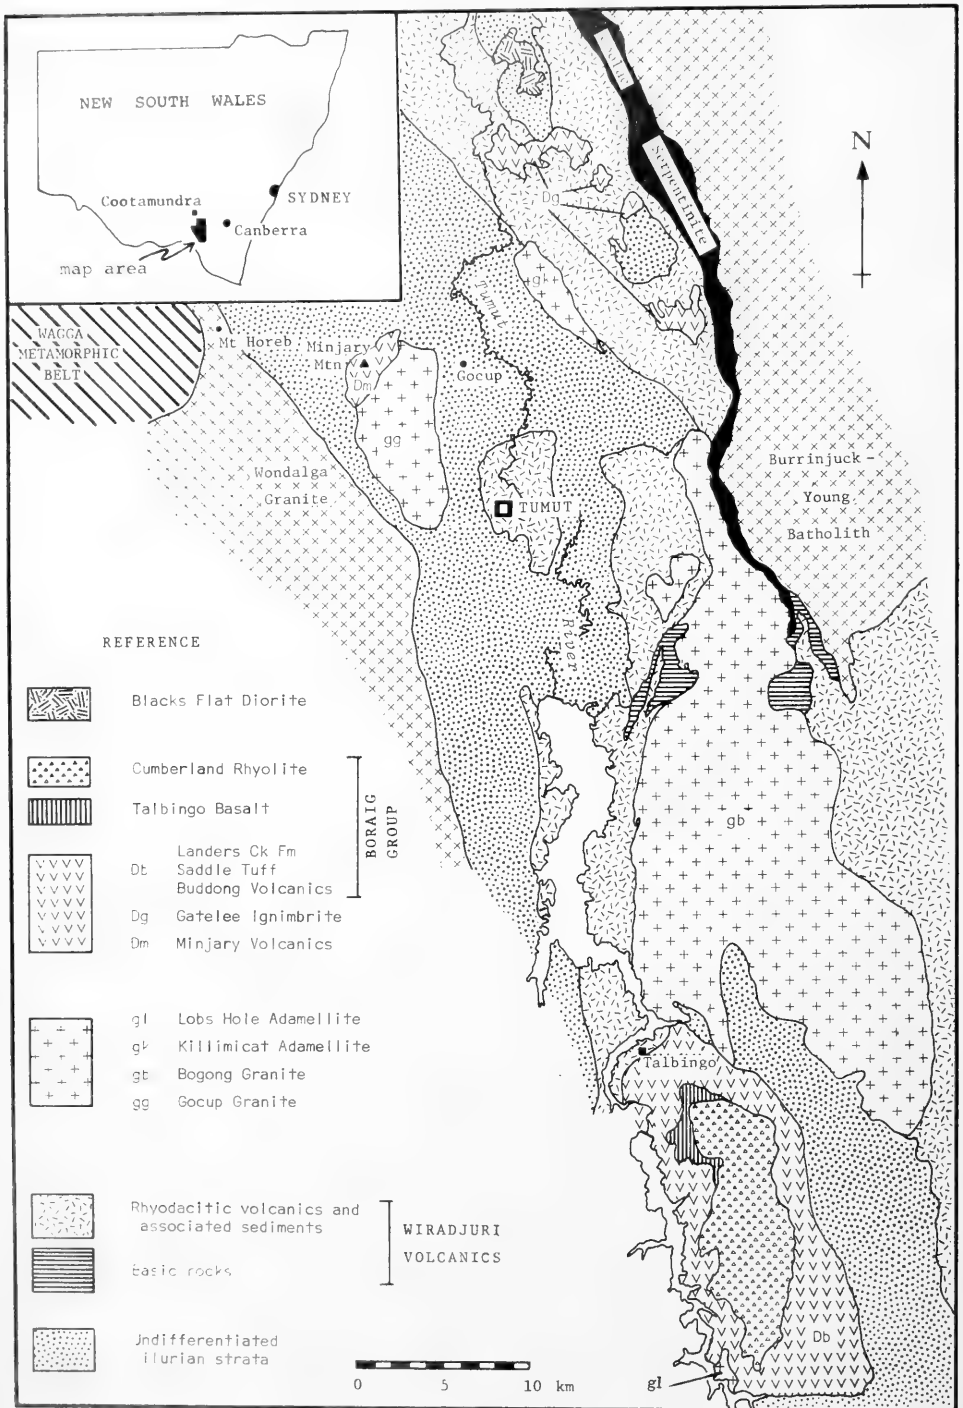 NEW SOUTH WALES
SYDNEY
Cootamundra
Canberra
map area
N
Serpentinite
Dg
g
Tumut
WAGGA
METAMORPHIC
BELT
Mt Horeb
Minjary
Mtn
Dm
Gocup
gg
Wondalga
Granite
TUMUT
Burrinjuck -
Young
Batholith
River
REFERENCE
Blacks Flat Diorite
Cumberland Rhyolite
Talbingo Basalt
Landers Ck Fm
Db Saddle Tuff
Buddong Volcanics
BORAIG
GROUP
Dg Gatelee Ignimbrite
Dm Minjary Volcanics
gb
gl Lobs Hole Adamellite
gk Killimicat Adamellite
gb Bogong Granite
gg Gocup Granite
Talbingo
Rhyodacitic volcanics and
associated sediments
WIRADJURI
VOLCANICS
basic rocks
Undifferentiated
ilurian strata
0 5 10 km
Db
gl